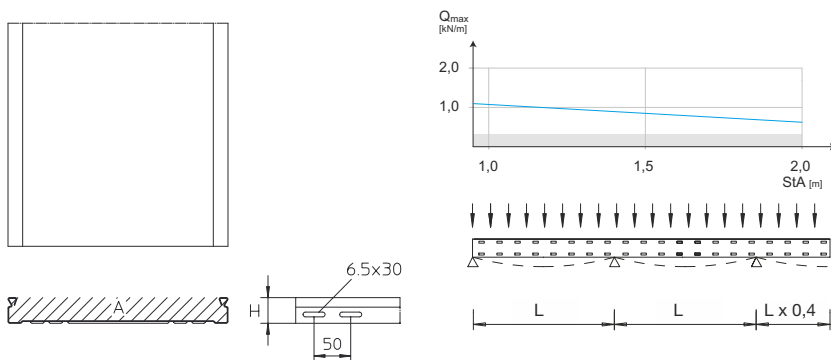 Qmax
[kN/m]
2,0
1,0
1,0 1,5 2,0
StA [m]
A
H
6.5x30
50
L L L x 0,4